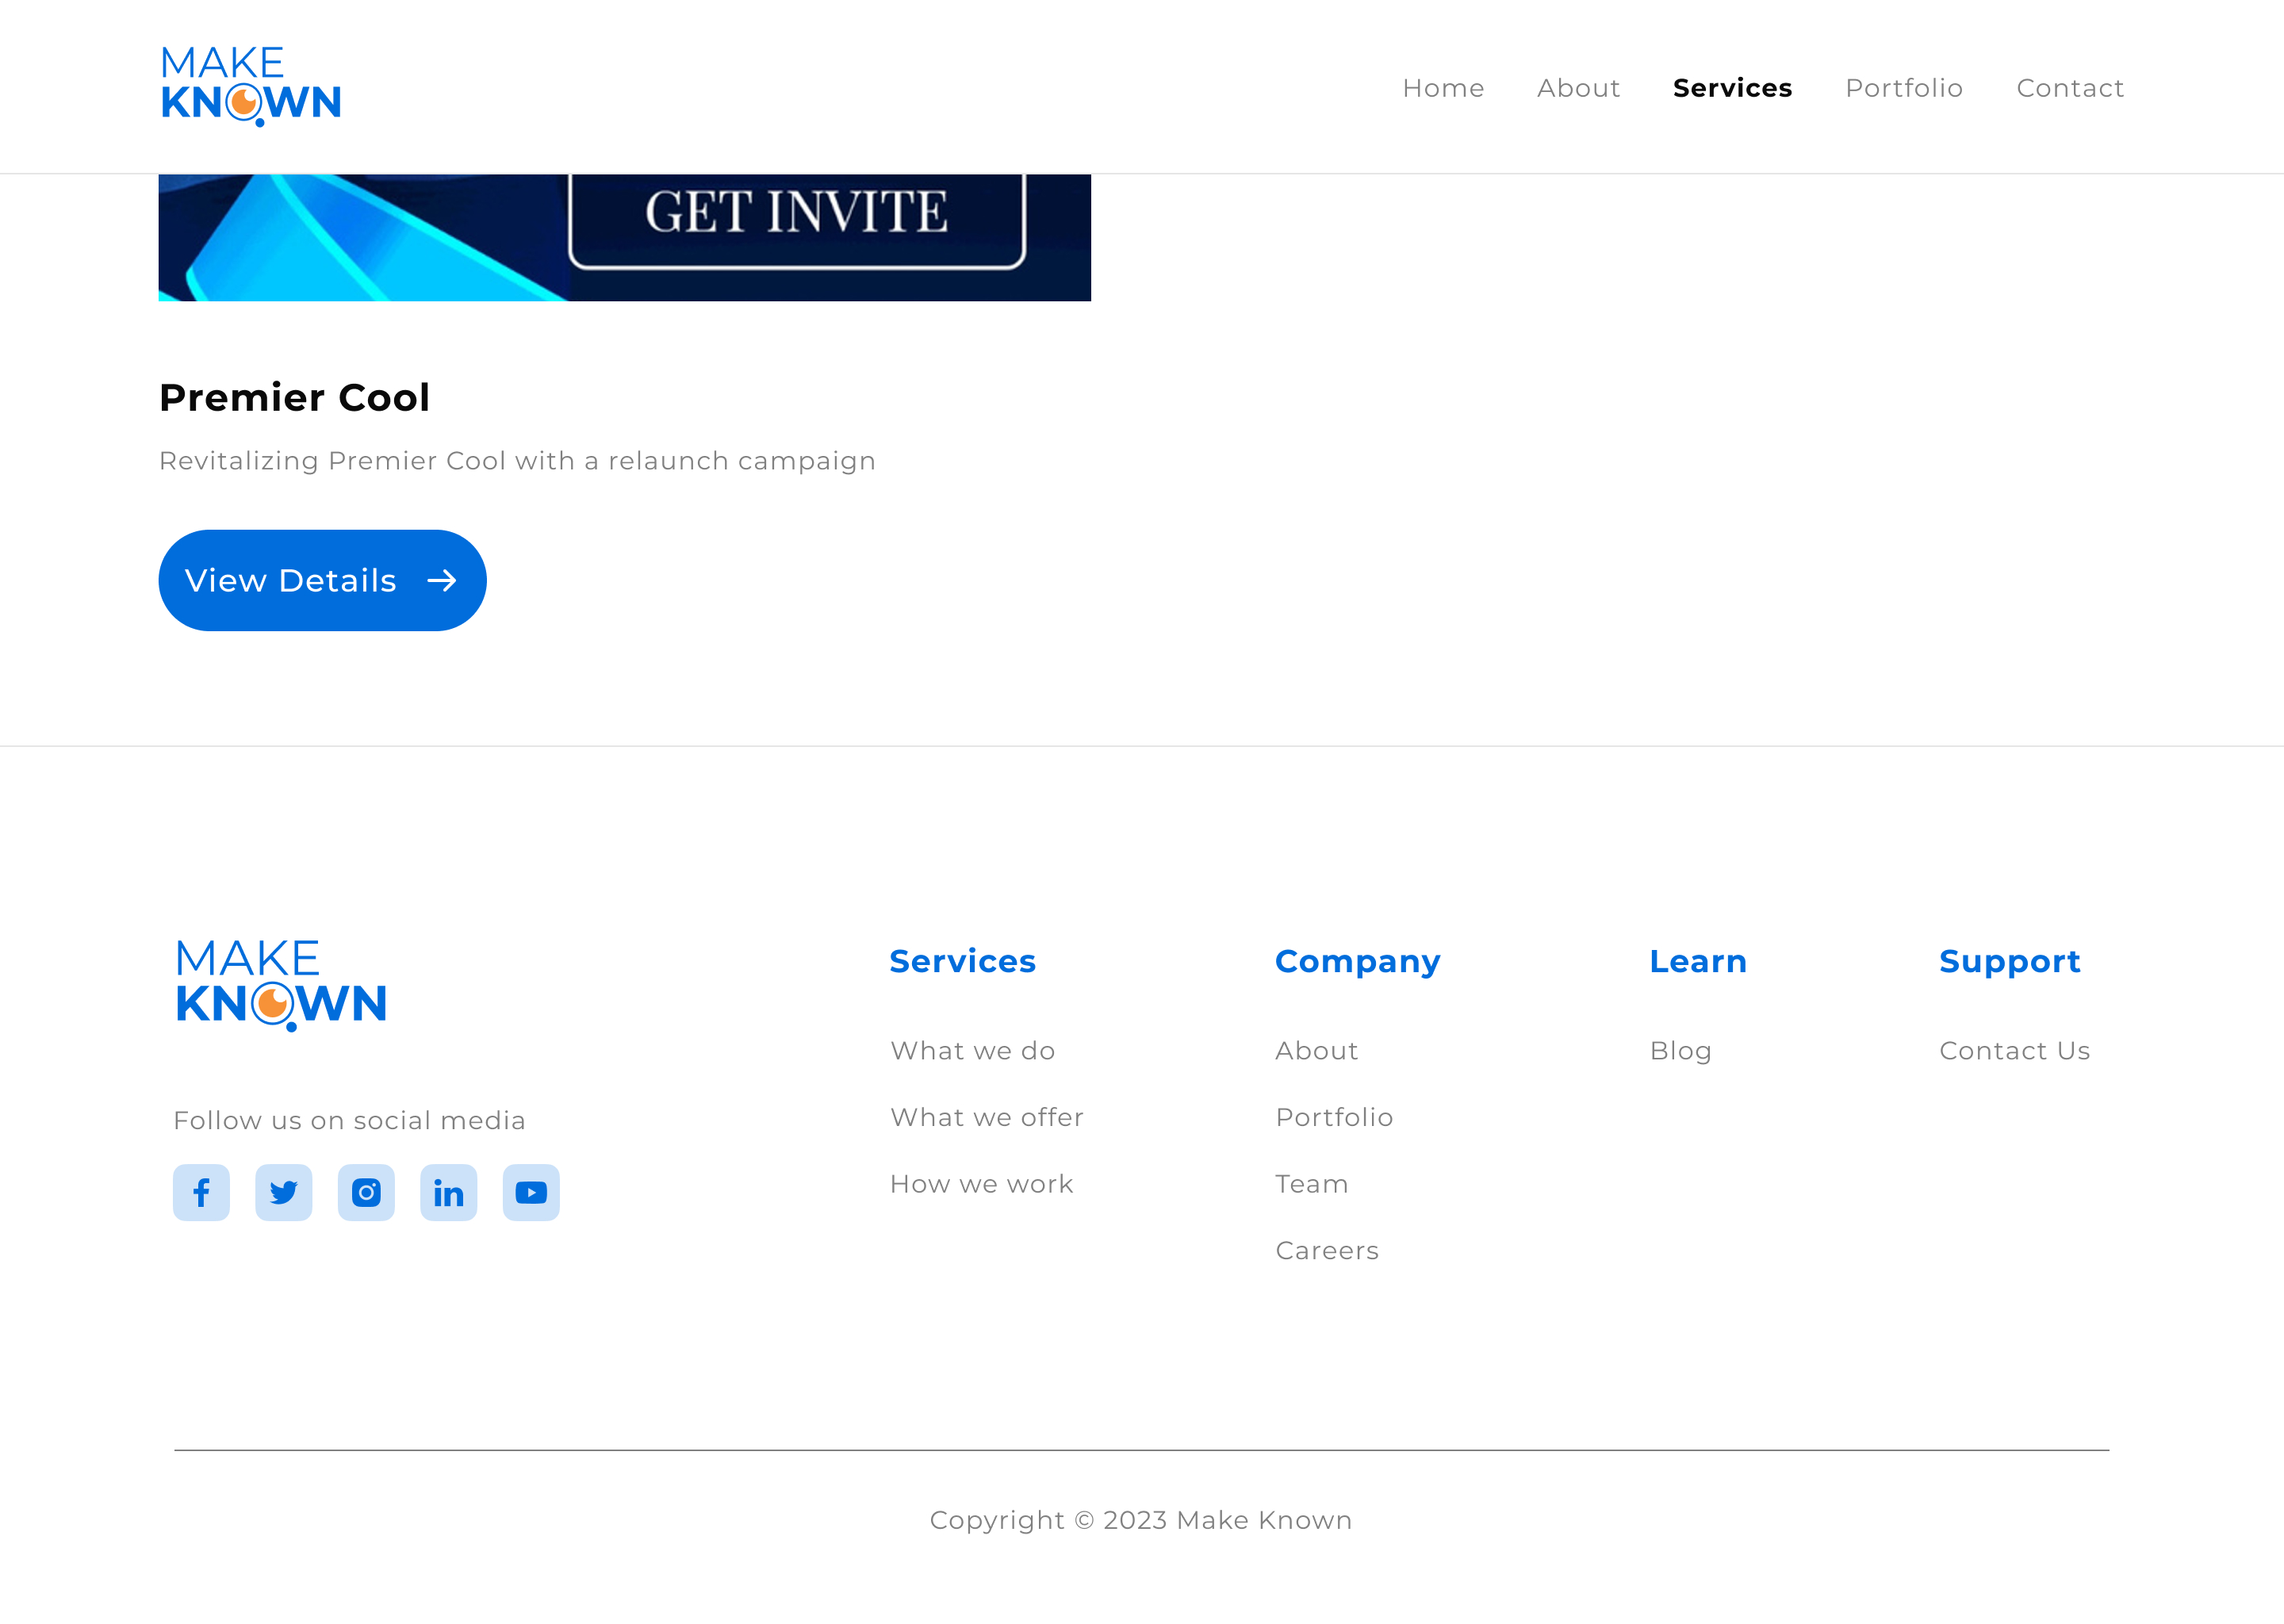 MAKE
KNOWN
Home About Services Portfolio Contact
GET INVITE
Premier Cool
Revitalizing Premier Cool with a relaunch campaign
View Details
MAKE
KNOWN
Follow us on social media
Services
What we do
What we offer
How we work
Company
About
Portfolio
Team
Careers
Learn
Blog
Support
Contact Us
Copyright © 2023 Make Known